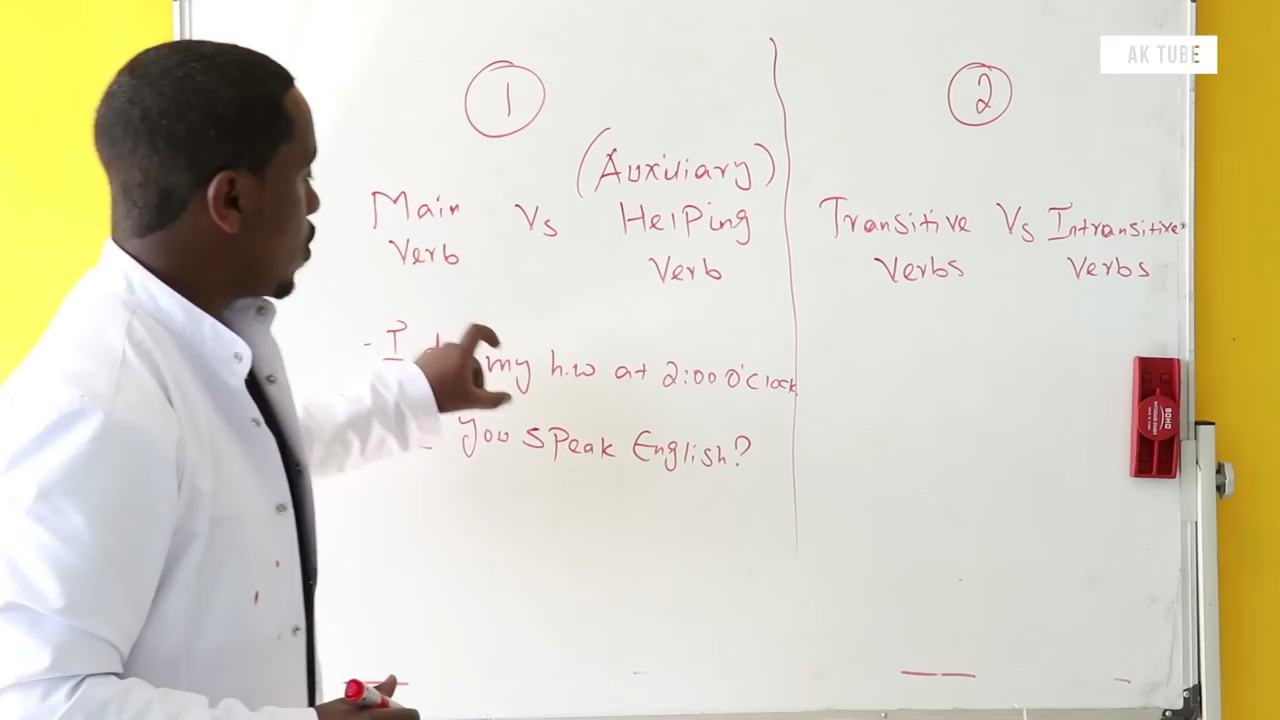 AK TUBE
1
(Auxiliary)
Main Vs Helping
Verb Verb
- I my h.w at 2:00 O'clock
you speak English?
2
Transitive Vs Intransitive
Verbs Verbs
BOHO